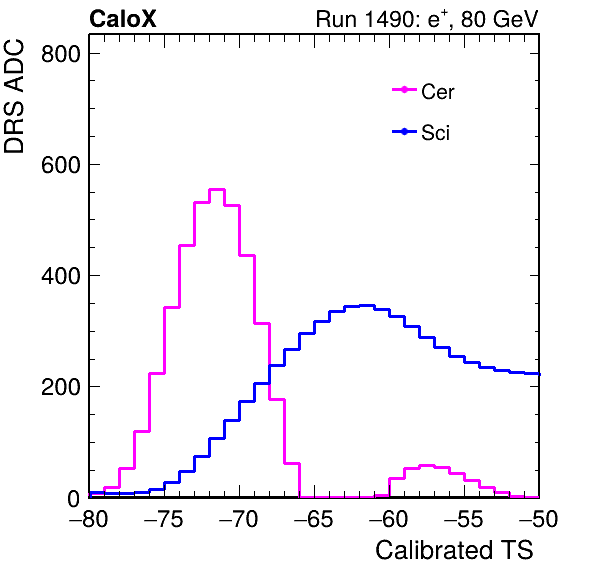 CaloX Run 1490: e⁺, 80 GeV
DRS ADC
800
600
400
200
0
Cer
Sci
−80 −75 −70 −65 −60 −55 −50
Calibrated TS